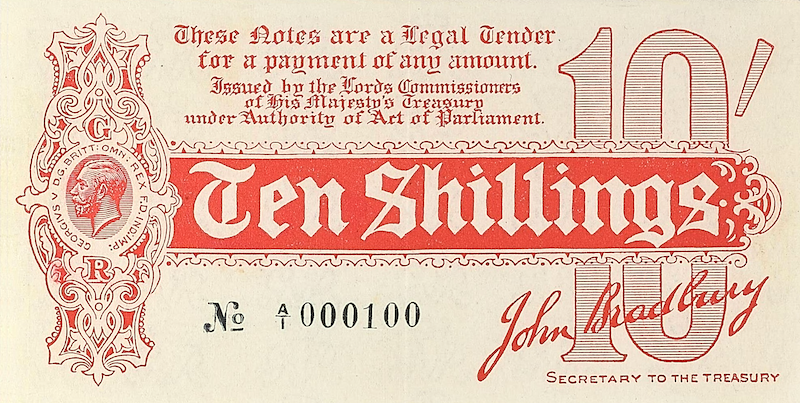 These Notes are a Legal Tender
for a payment of any amount.
Issued by the Lords Commissioners
of His Majesty's Treasury
under Authority of Act of Parliament.
10/
G
GEORGIVS V D.G. BRITT: OMN: REX F.D. IND: IMP:
R
Ten Shillings
10
No A/1 000100
John Bradbury
SECRETARY TO THE TREASURY